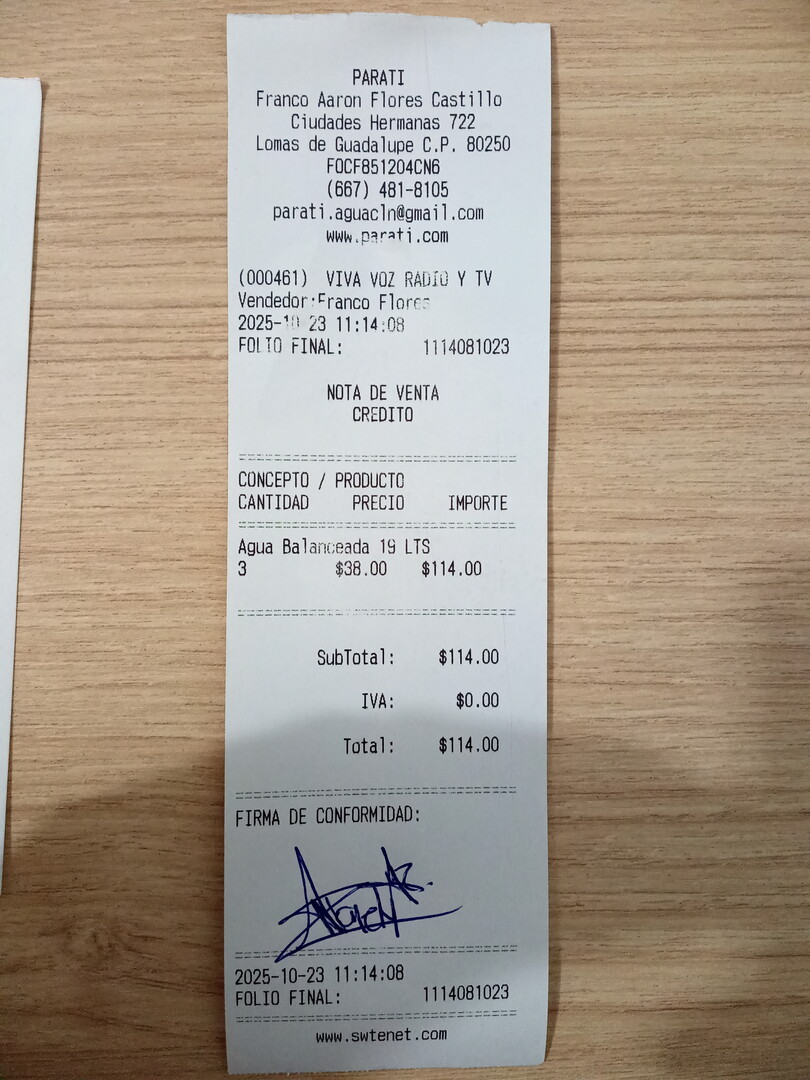 PARATI
Franco Aaron Flores Castillo
Ciudades Hermanas 722
Lomas de Guadalupe C.P. 80250
FOCF851204CN6
(667) 481-8105
parati.aguacln@gmail.com
www.parati.com
(000461) VIVA VOZ RADIO Y TV
Vendedor:Franco Flores
2025-10-23 11:14:08
FOLIO FINAL: 1114081023
NOTA DE VENTA
CREDITO
CONCEPTO / PRODUCTO
CANTIDAD PRECIO IMPORTE
Agua Balanceada 19 LTS
3 $38.00 $114.00
SubTotal: $114.00
IVA: $0.00
Total: $114.00
FIRMA DE CONFORMIDAD:
2025-10-23 11:14:08
FOLIO FINAL: 1114081023
www.swtenet.com